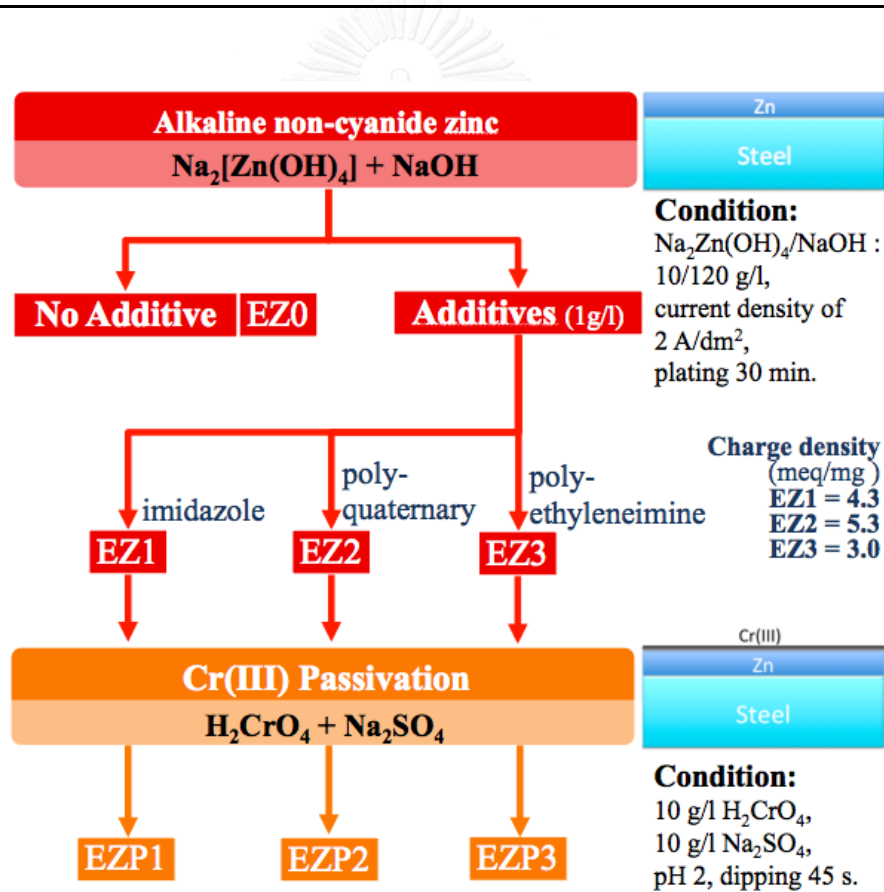 Alkaline non-cyanide zinc
Na₂[Zn(OH)₄] + NaOH
Zn
Steel
Condition:
Na₂Zn(OH)₄/NaOH :
10/120 g/l,
current density of
2 A/dm²,
plating 30 min.
No Additive EZ0
Additives (1g/l)
imidazole
poly-
quaternary
poly-
ethyleneimine
Charge density
(meq/mg )
EZ1 = 4.3
EZ2 = 5.3
EZ3 = 3.0
EZ1
EZ2
EZ3
Cr(III) Passivation
H₂CrO₄ + Na₂SO₄
Cr(III)
Zn
Steel
Condition:
10 g/l H₂CrO₄,
10 g/l Na₂SO₄,
pH 2, dipping 45 s.
EZP1
EZP2
EZP3